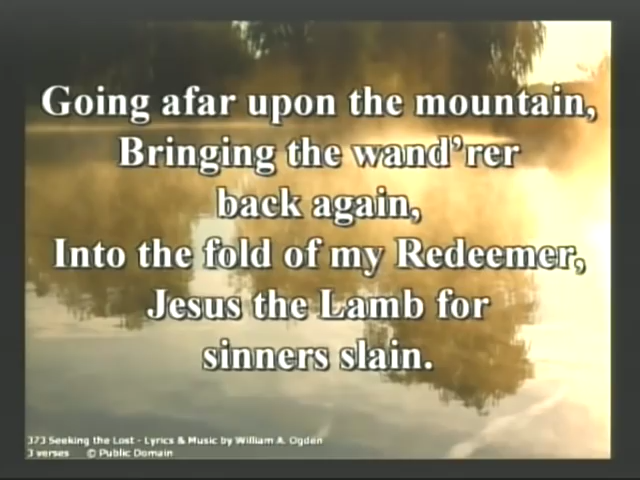 Going afar upon the mountain,
Bringing the wand’rer
back again,
Into the fold of my Redeemer,
Jesus the Lamb for
sinners slain.
373 Seeking the Lost - Lyrics & Music by William A. Ogden
3 verses © Public Domain